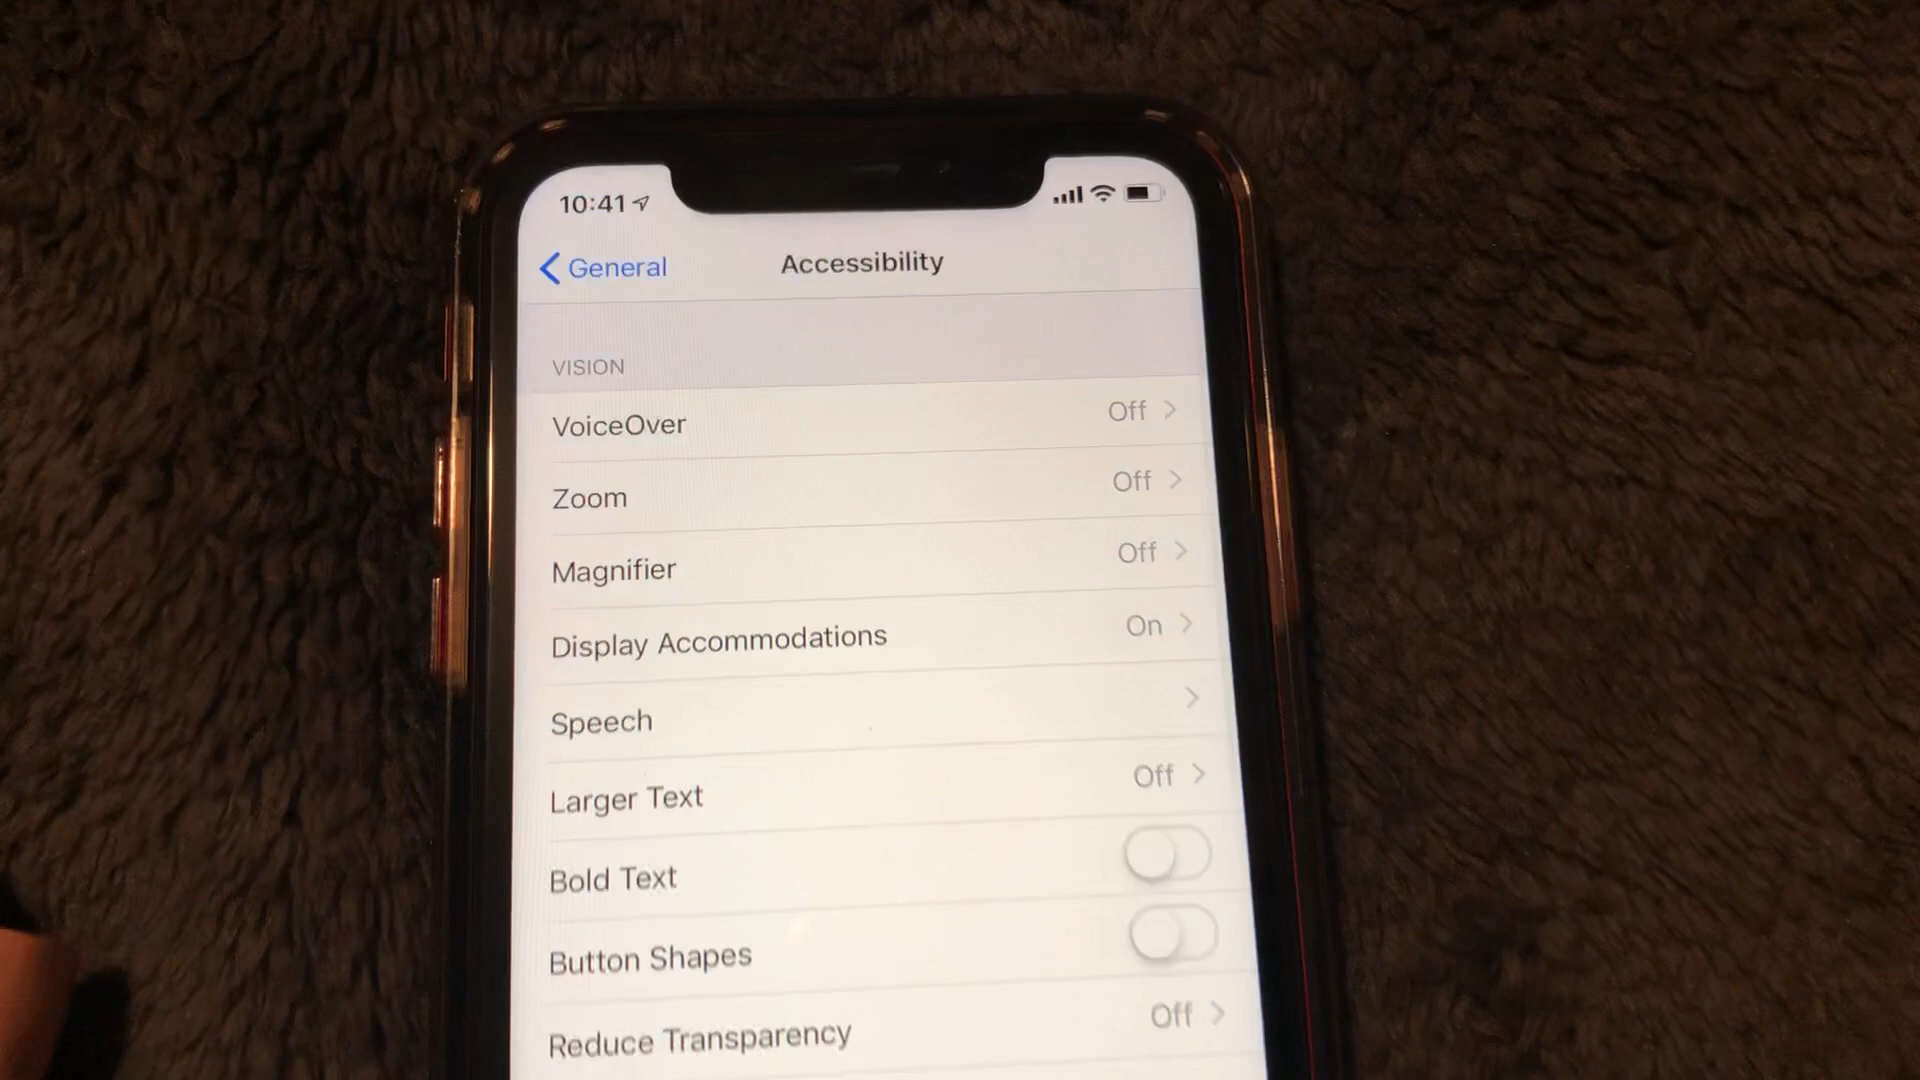 10:41
General
Accessibility
VISION
VoiceOver Off
Zoom Off
Magnifier Off
Display Accommodations On
Speech
Larger Text Off
Bold Text
Button Shapes
Reduce Transparency Off